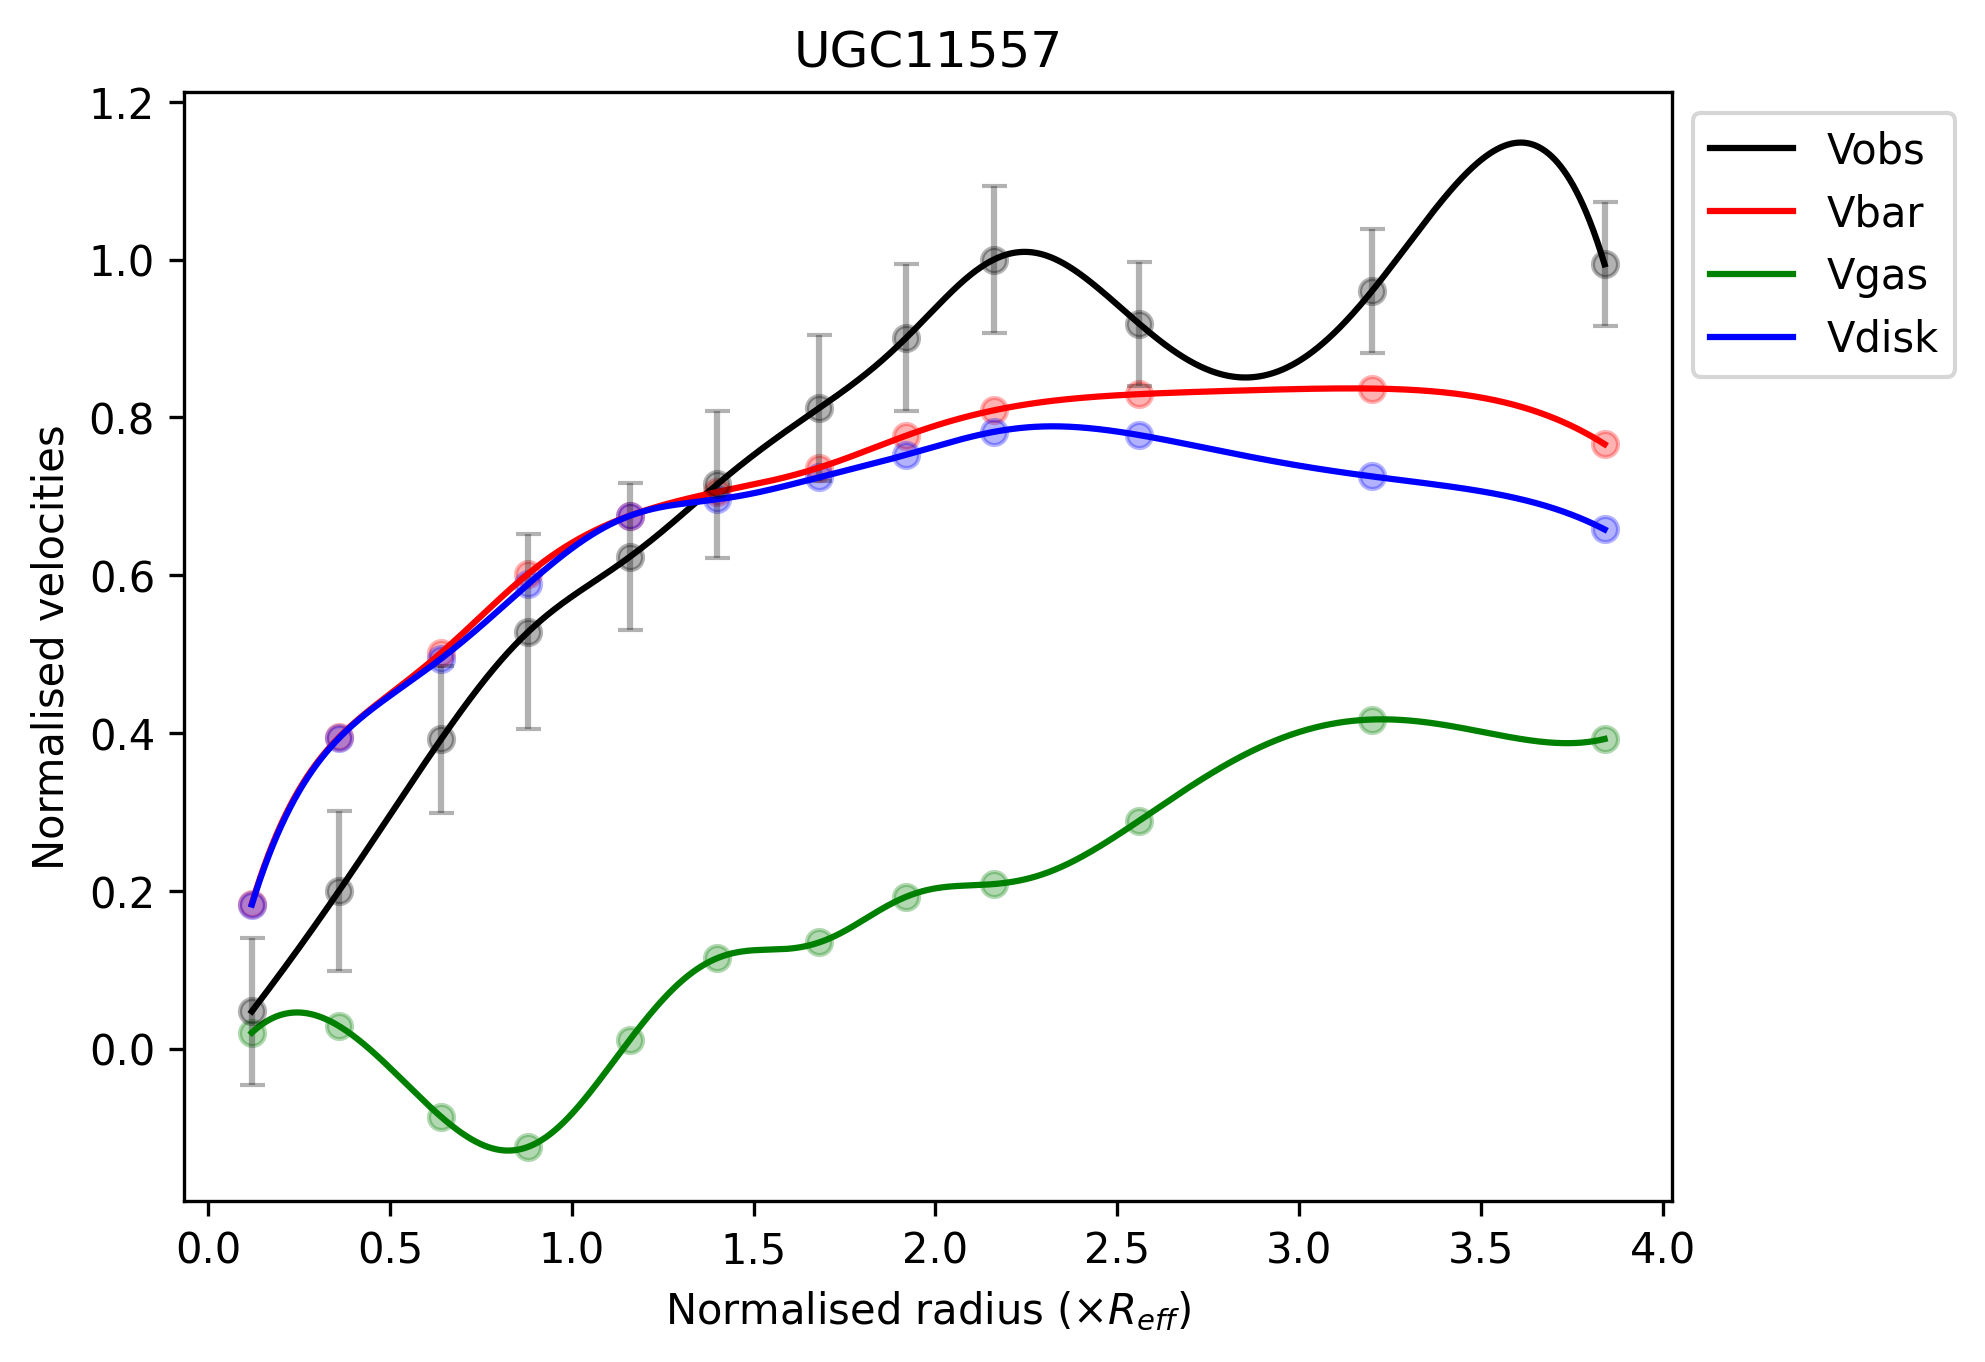 UGC11557
1.2
1.0
0.8
0.6
0.4
0.2
0.0
Normalised velocities
0.0 0.5 1.0 1.5 2.0 2.5 3.0 3.5 4.0
Normalised radius (×R_eff)
Vobs
Vbar
Vgas
Vdisk